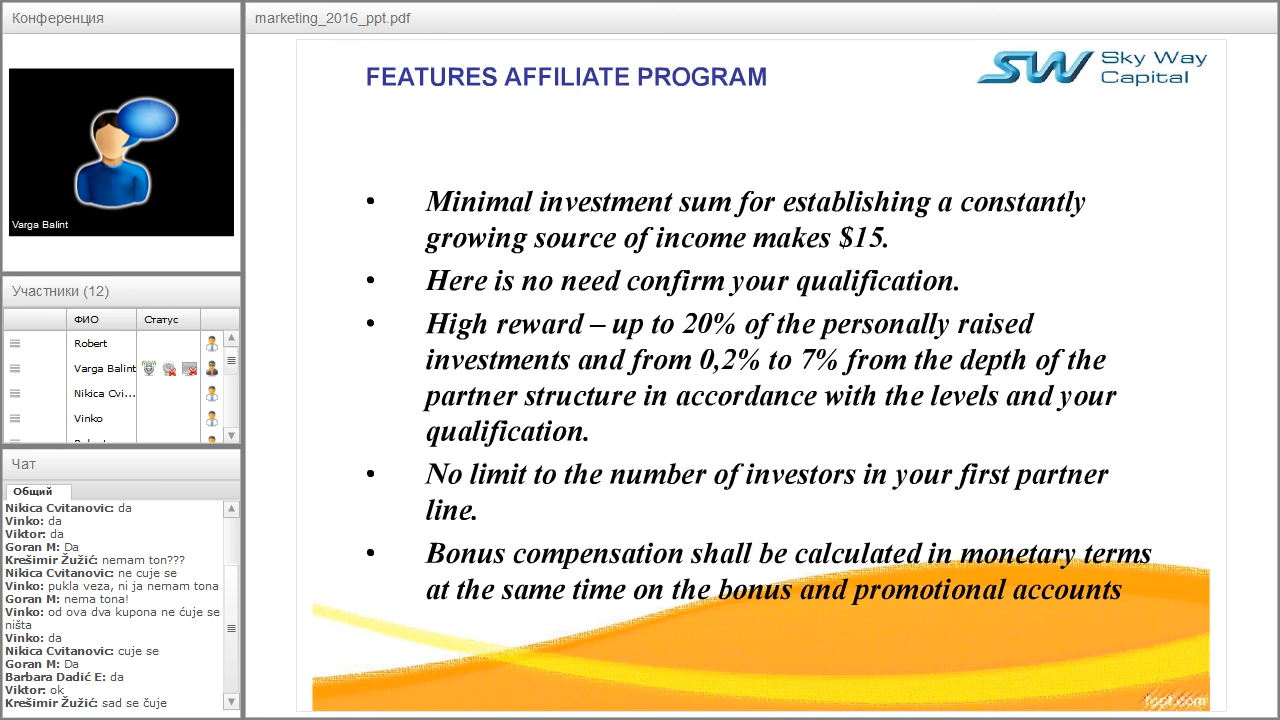 Конференция
Varga Balint
Участники (12)
ФИО
Статус
Robert
Varga Balint
Nikica Cvi...
Vinko
Чат
Общий
Nikica Cvitanovic: da
Vinko: da
Viktor: da
Goran M: Da
Krešimir Žužić: nemam ton???
Nikica Cvitanovic: ne cuje se
Vinko: pukla veza, ni ja nemam tona
Goran M: nema tona!
Vinko: od ova dva kupona ne ćuje se
ništa
Vinko: da
Nikica Cvitanovic: cuje se
Goran M: Da
Barbara Dadić E: da
Viktor: ok
Krešimir Žužić: sad se čuje
marketing_2016_ppt.pdf
FEATURES AFFILIATE PROGRAM
SW Sky Way
Capital
• Minimal investment sum for establishing a constantly
growing source of income makes $15.
• Here is no need confirm your qualification.
• High reward – up to 20% of the personally raised
investments and from 0,2% to 7% from the depth of the
partner structure in accordance with the levels and your
qualification.
• No limit to the number of investors in your first partner
line.
• Bonus compensation shall be calculated in monetary terms
at the same time on the bonus and promotional accounts
fppt.com